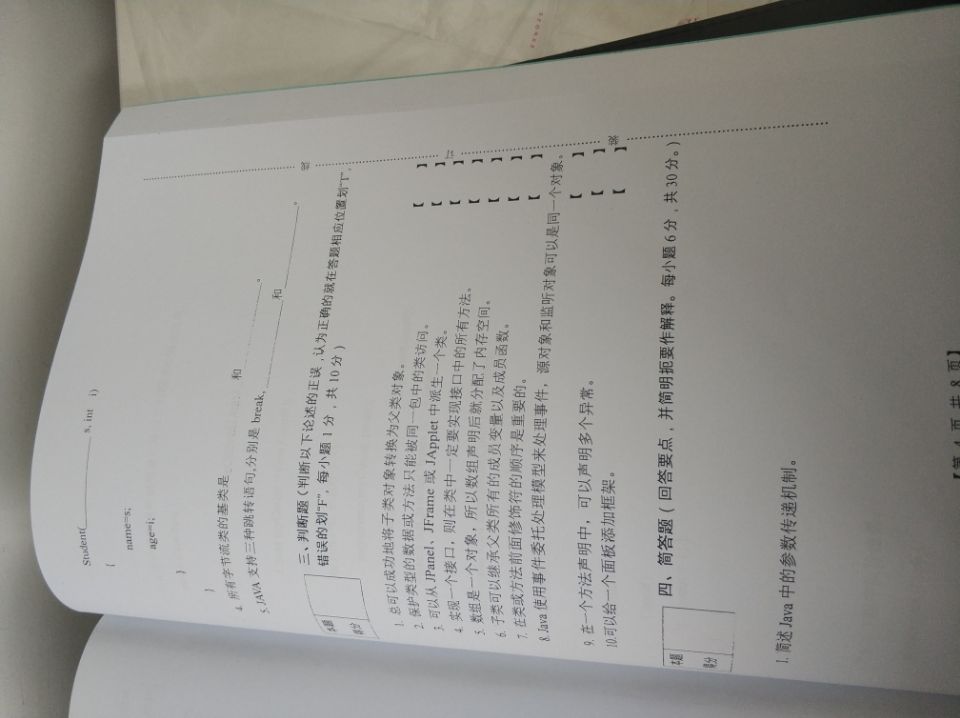 Student(____________ s, int i)
{
name=s;
age=i;
}
}
4. 所有字节流类的基类是____________和____________。
5. JAVA 支持三种跳转语句,分别是 break,____________和____________。
本题
得分
三、判断题（判断以下论述的正误，认为正确的就在答题相应位置划“T”,
错误的划“F”, 每小题 1 分，共 10 分）
1. 总可以成功地将子类对象转换为父类对象。 【 】
2. 保护类型的数据或方法只能被同一包中的类访问。 【 】
3. 可以从 JPanel、JFrame 或 JApplet 中派生一个类。 【 】
4. 实现一个接口，则在类中一定要实现接口中的所有方法。 【 】
5. 数组是一个对象，所以数组声明后就分配了内存空间。 【 】
6. 子类可以继承父类所有的成员变量以及成员函数。 【 】
7. 在类或方法前面修饰符的顺序是重要的。 【 】
8. Java 使用事件委托处理模型来处理事件，源对象和监听对象可以是同一个对象。
【 】
9. 在一个方法声明中，可以声明多个异常。 【 】
10.可以给一个面板添加框架。 【 】
线
订
装
本题
得分
四、简答题（回答要点，并简明扼要作解释。每小题 6 分，共 30 分。）
1. 简述 Java 中的参数传递机制。
【第 4 页 共 8 页】